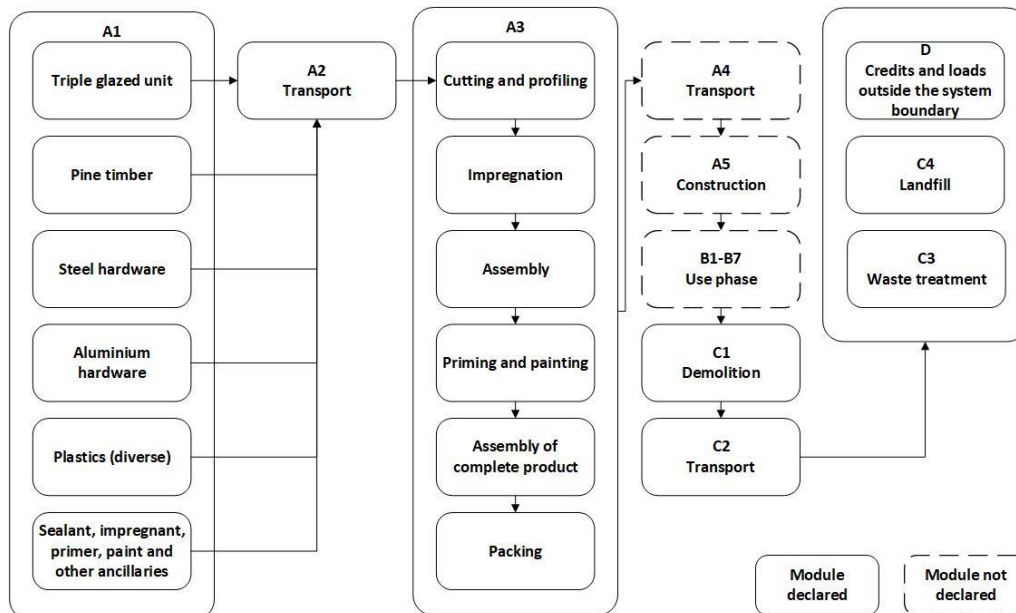 A1
Triple glazed unit
Pine timber
Steel hardware
Aluminium
hardware
Plastics (diverse)
Sealant, impregnant,
primer, paint and
other ancillaries
A2
Transport
A3
Cutting and profiling
Impregnation
Assembly
Priming and painting
Assembly of
complete product
Packing
A4
Transport
A5
Construction
B1-B7
Use phase
C1
Demolition
C2
Transport
D
Credits and loads
outside the system
boundary
C4
Landfill
C3
Waste treatment
Module
declared
Module not
declared